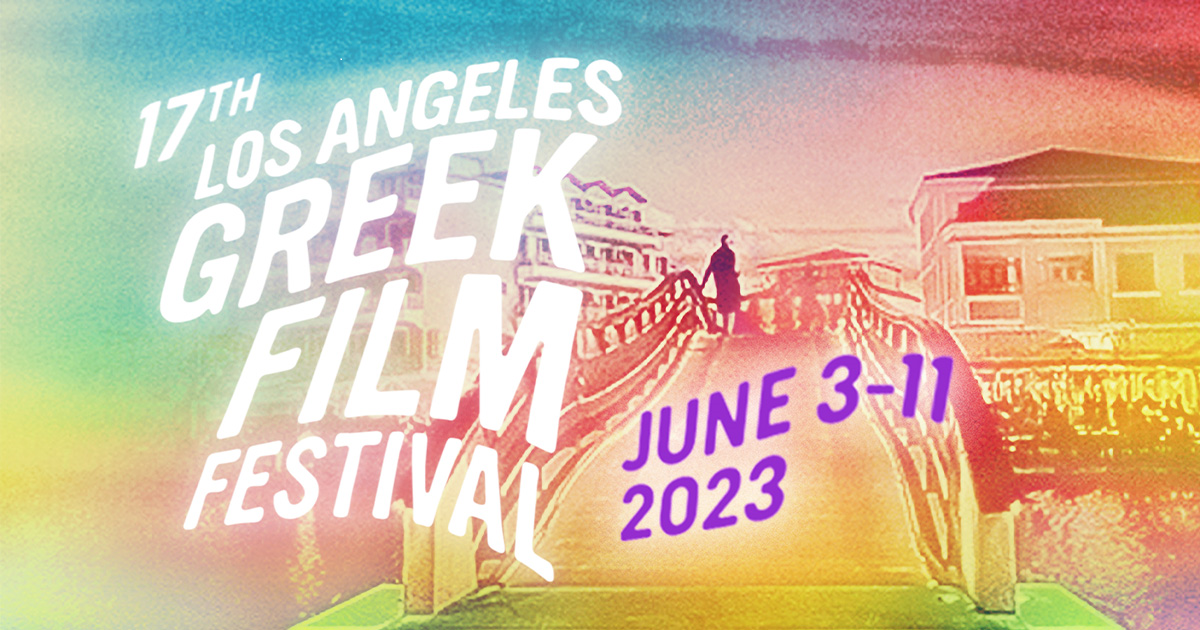 17TH
LOS ANGELES
GREEK
FILM
FESTIVAL
JUNE 3-11
2023